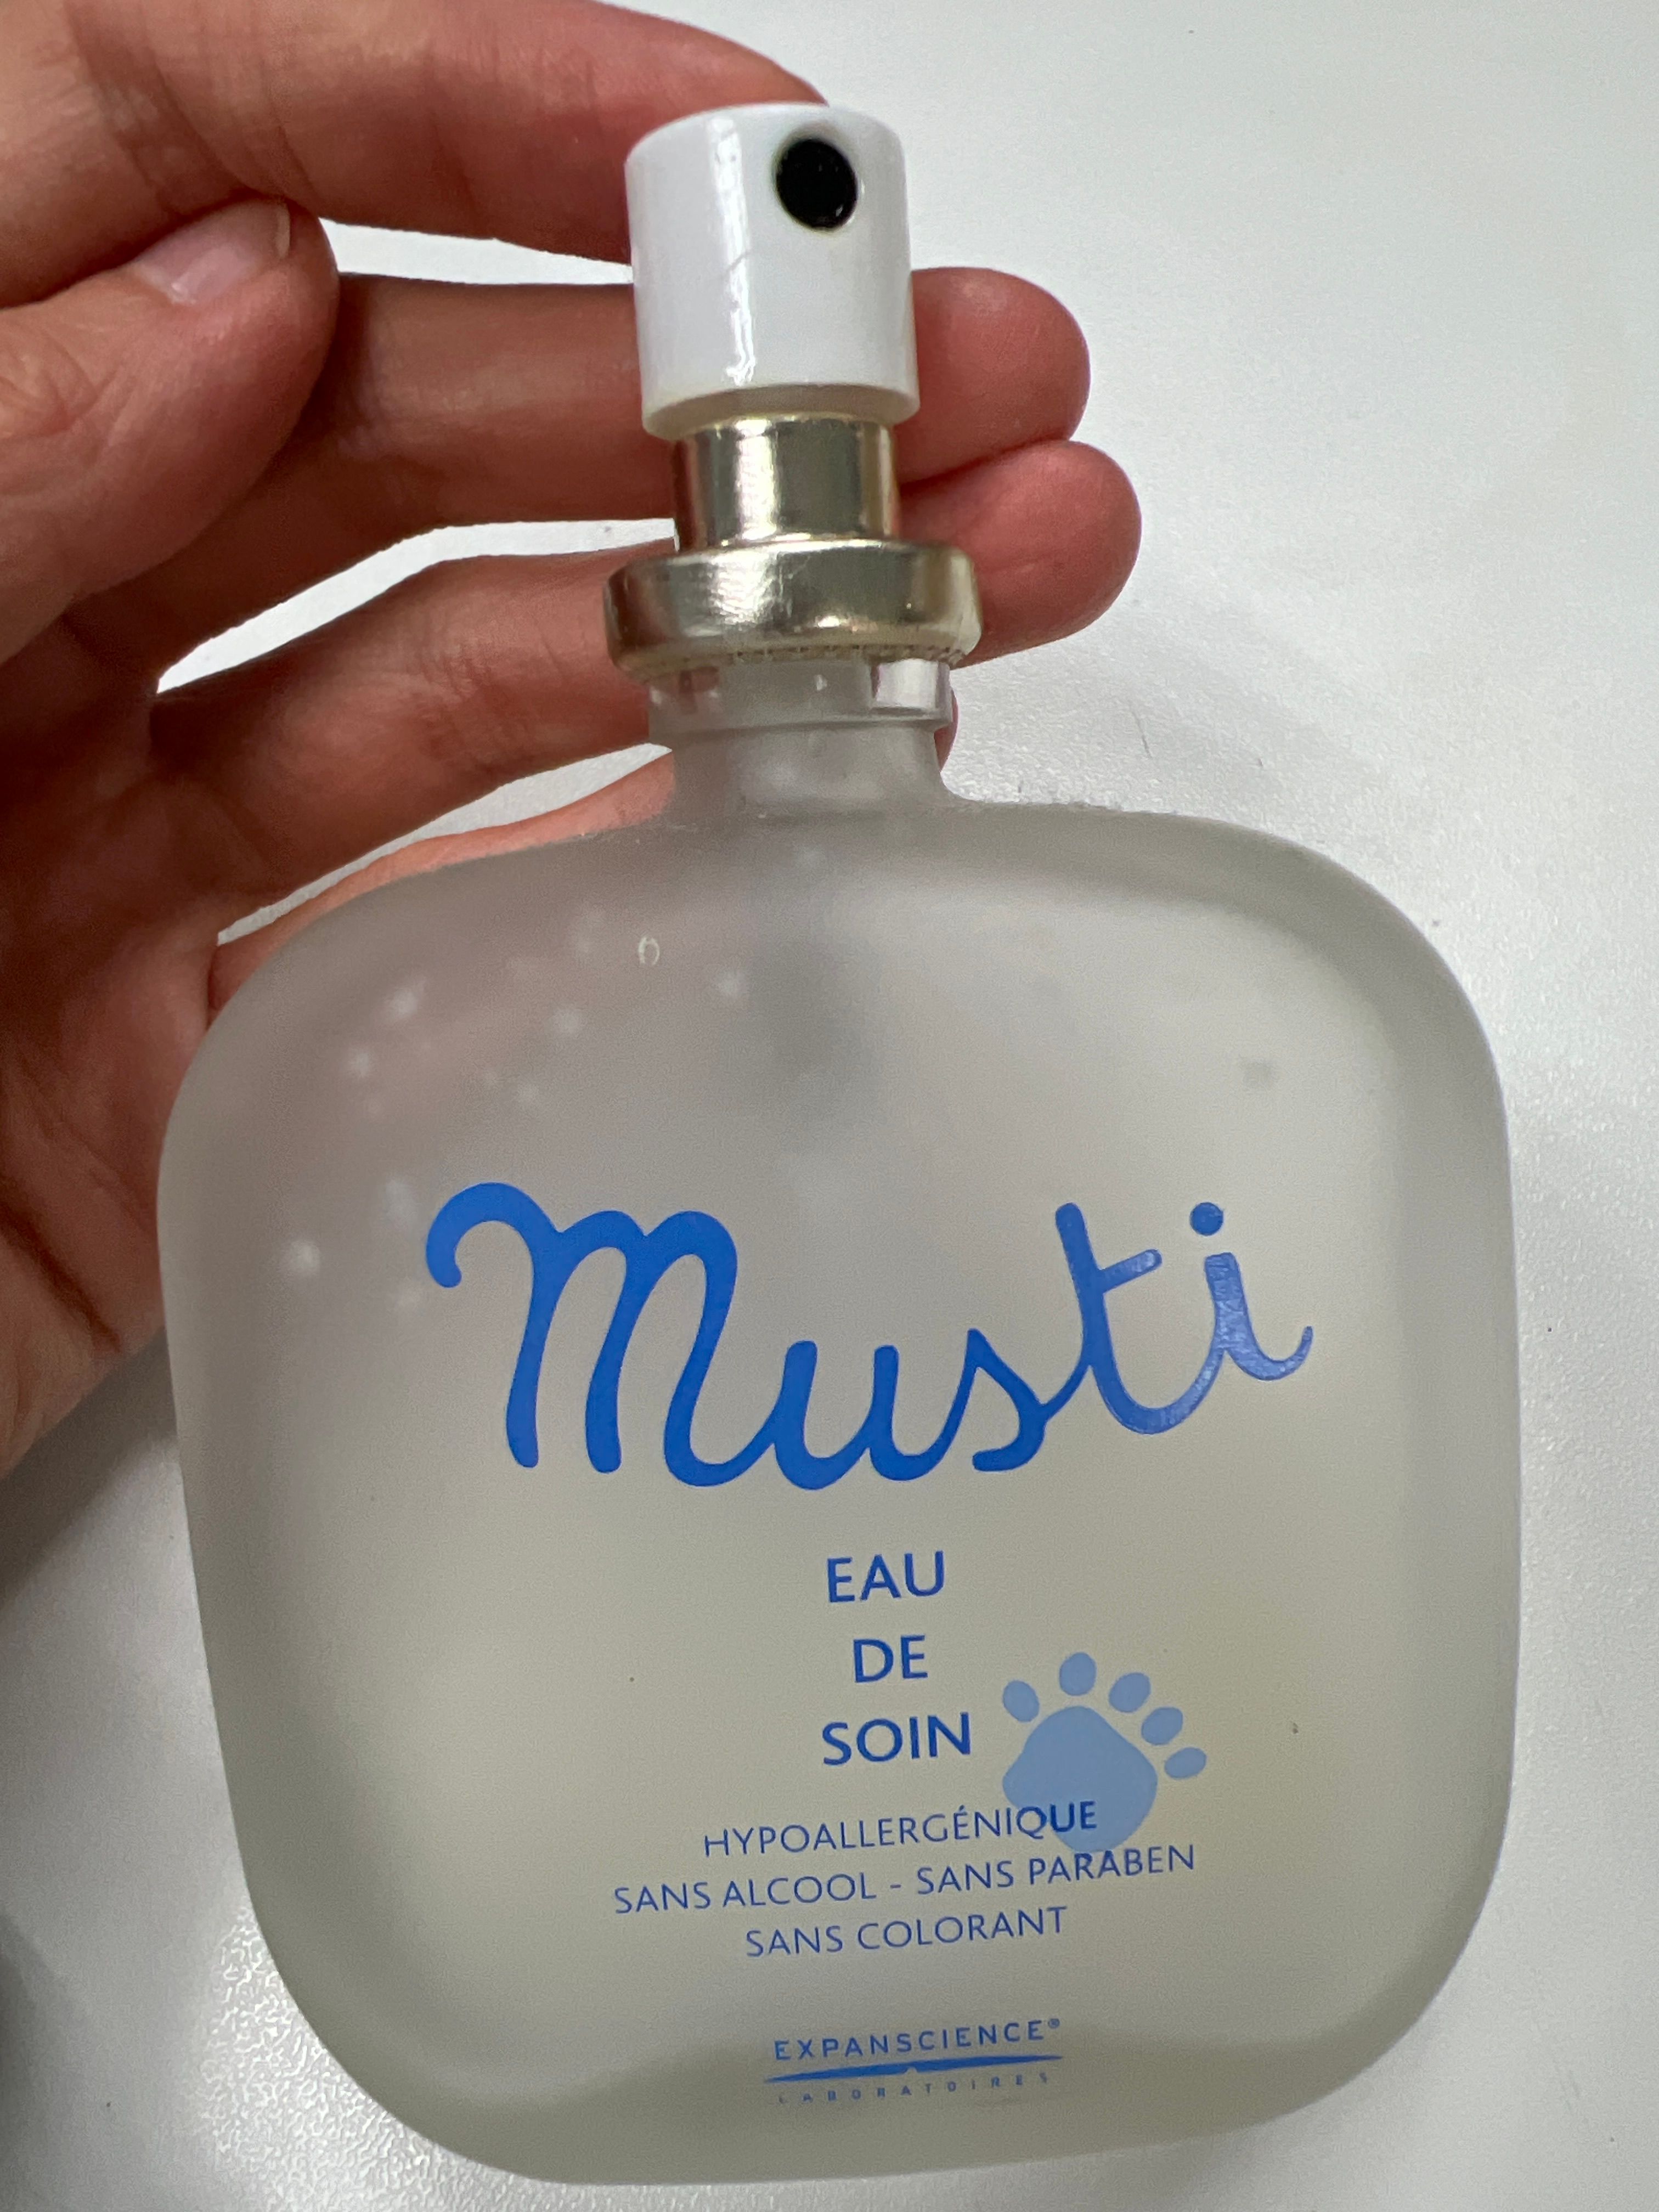 Musti
EAU
DE
SOIN
HYPOALLERGÉNIQUE
SANS ALCOOL - SANS PARABEN
SANS COLORANT
EXPANSCIENCE®
LABORATOIRES